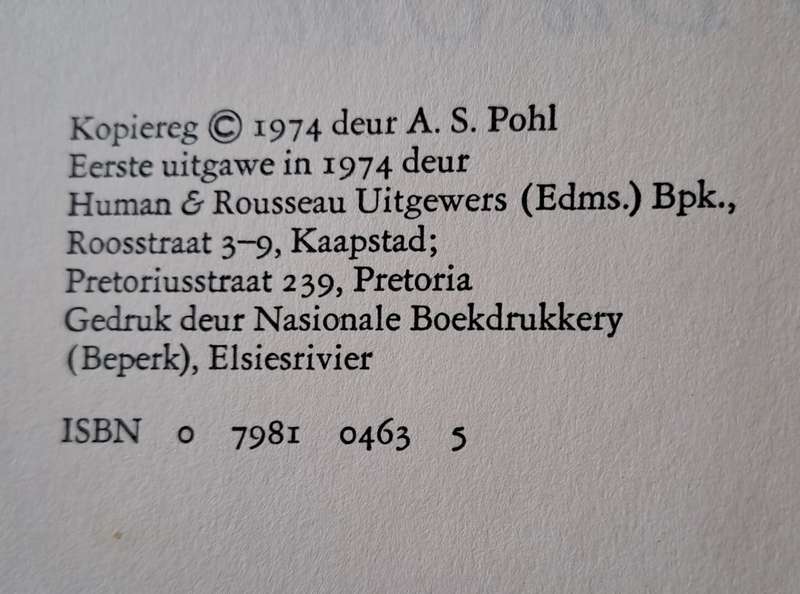 Kopiereg © 1974 deur A. S. Pohl
Eerste uitgawe in 1974 deur
Human & Rousseau Uitgewers (Edms.) Bpk.,
Roosstraat 3–9, Kaapstad;
Pretoriusstraat 239, Pretoria
Gedruk deur Nasionale Boekdrukkery
(Beperk), Elsiesrivier
ISBN 0 7981 0463 5